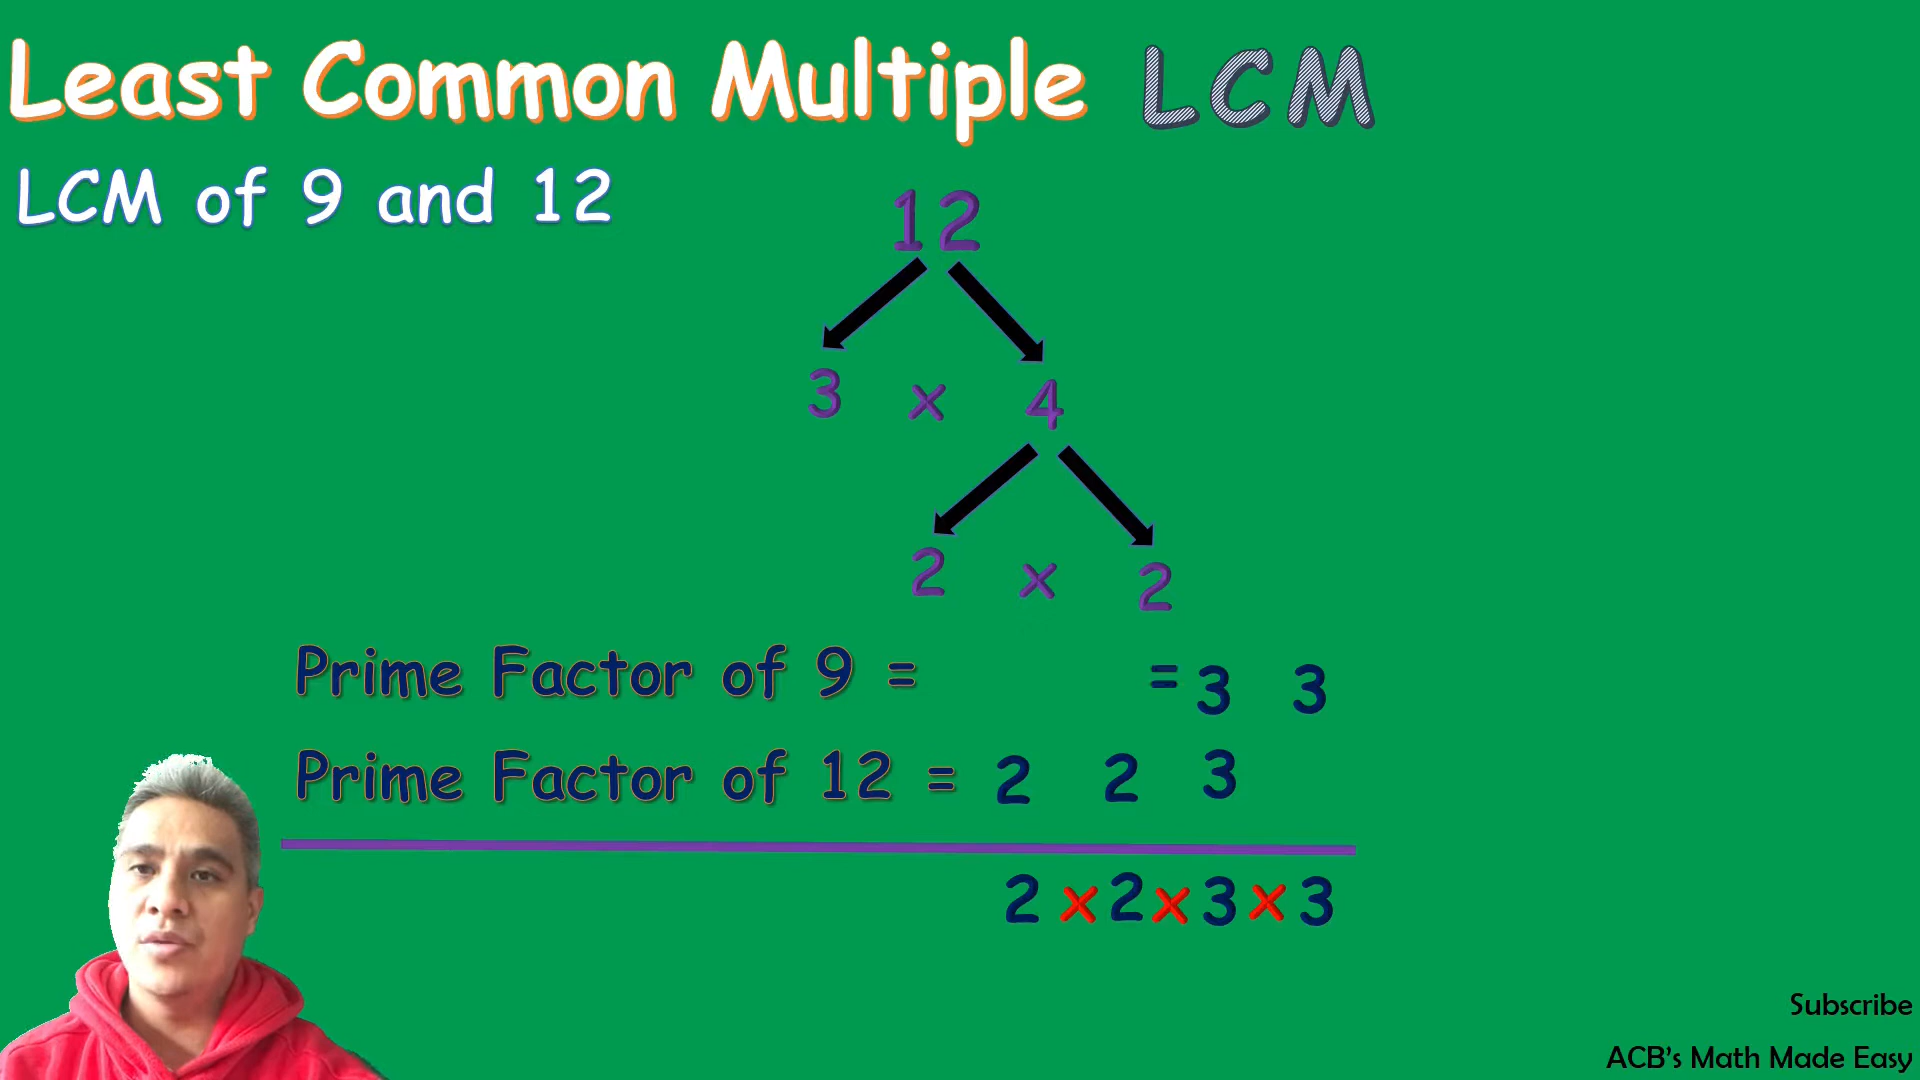 Least Common Multiple LCM
LCM of 9 and 12
12
3 x 4
2 x 2
Prime Factor of 9 = = 3 3
Prime Factor of 12 = 2 2 3
2 x 2 x 3 x 3
Subscribe
ACB's Math Made Easy